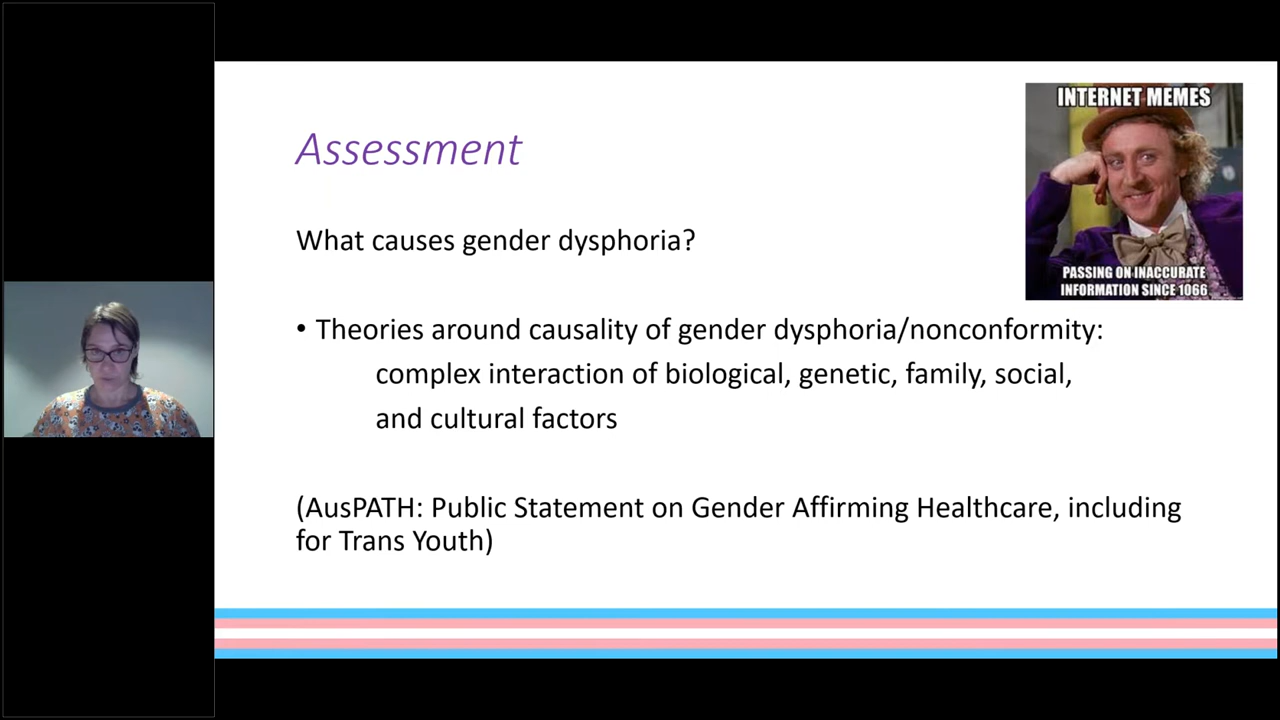 INTERNET MEMES
PASSING ON INACCURATE
INFORMATION SINCE 1066
Assessment
What causes gender dysphoria?
• Theories around causality of gender dysphoria/nonconformity:
complex interaction of biological, genetic, family, social,
and cultural factors
(AusPATH: Public Statement on Gender Affirming Healthcare, including
for Trans Youth)